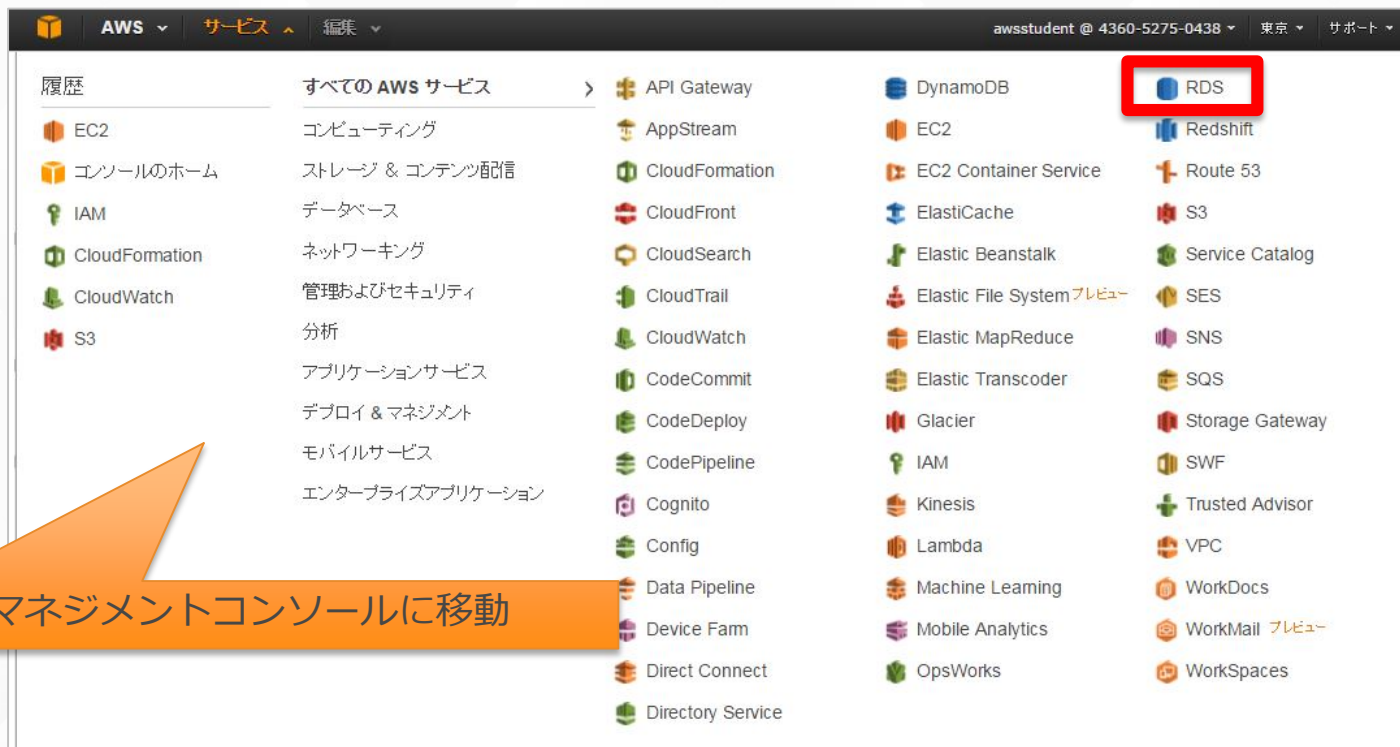 AWS サービス 編集 awsstudent @ 4360-5275-0438 東京 サポート
履歴
EC2
コンソールのホーム
IAM
CloudFormation
CloudWatch
S3
すべての AWS サービス
コンピューティング
ストレージ & コンテンツ配信
データベース
ネットワーキング
管理およびセキュリティ
分析
アプリケーションサービス
デプロイ & マネジメント
モバイルサービス
エンタープライズアプリケーション
API Gateway
AppStream
CloudFormation
CloudFront
CloudSearch
CloudTrail
CloudWatch
CodeCommit
CodeDeploy
CodePipeline
Cognito
Config
Data Pipeline
Device Farm
Direct Connect
Directory Service
DynamoDB
EC2
EC2 Container Service
ElastiCache
Elastic Beanstalk
Elastic File System プレビュー
Elastic MapReduce
Elastic Transcoder
Glacier
IAM
Kinesis
Lambda
Machine Learning
Mobile Analytics
OpsWorks
RDS
Redshift
Route 53
S3
Service Catalog
SES
SNS
SQS
Storage Gateway
SWF
Trusted Advisor
VPC
WorkDocs
WorkMail プレビュー
WorkSpaces
マネジメントコンソールに移動